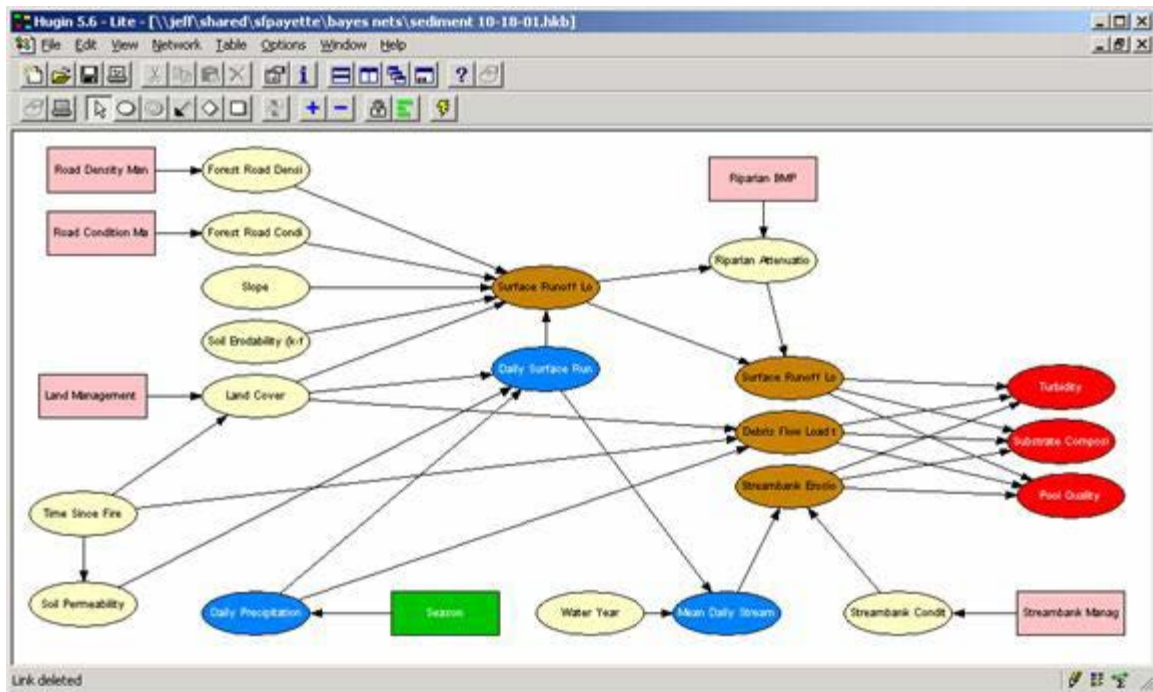 Hugin 5.6 - Lite - [\\jeff\shared\sfpayette\bayes nets\sediment 10-18-01.hkb]
File Edit View Network Table Options Window Help
Road Density Man
Forest Road Densi
Riparian BMP
Road Condition Ma
Forest Road Condi
Riparian Attenuatio
Slope
Surface Runoff Lo
Soil Erodability (k-f
Daily Surface Run
Surface Runoff Lo
Turbidity
Land Management
Land Cover
Debris Flow Load t
Substrate Composi
Streambank Erosio
Pool Quality
Time Since Fire
Soil Permeability
Daily Precipitation
Season
Water Year
Mean Daily Stream
Streambank Condit
Streambank Manag
Link deleted